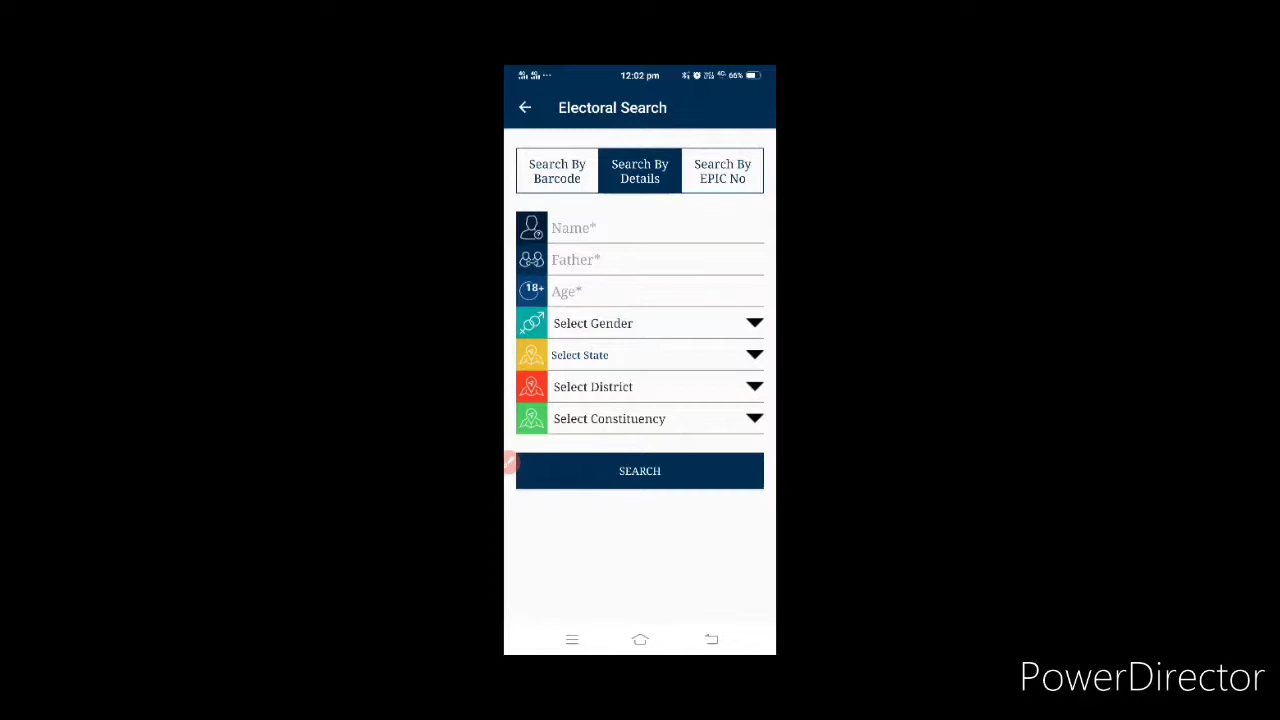 12:02 pm
66%
Electoral Search
Search By Barcode
Search By Details
Search By EPIC No
Name*
Father*
18+
Age*
Select Gender
Select State
Select District
Select Constituency
SEARCH
PowerDirector